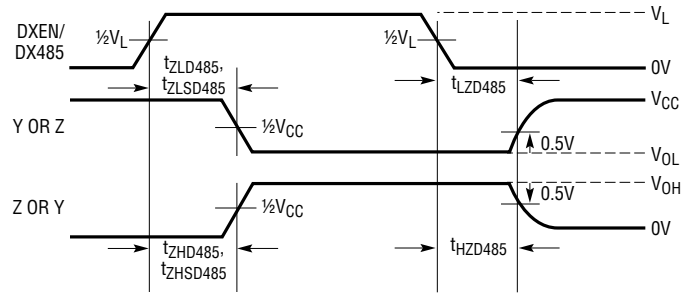 DXEN/
DX485
½V_L
½V_L
V_L
0V
t_ZLD485,
t_ZLSD485
t_LZD485
Y OR Z
½V_CC
V_CC
0.5V
V_OL
Z OR Y
½V_CC
V_OH
0.5V
0V
t_ZHD485,
t_ZHSD485
t_HZD485